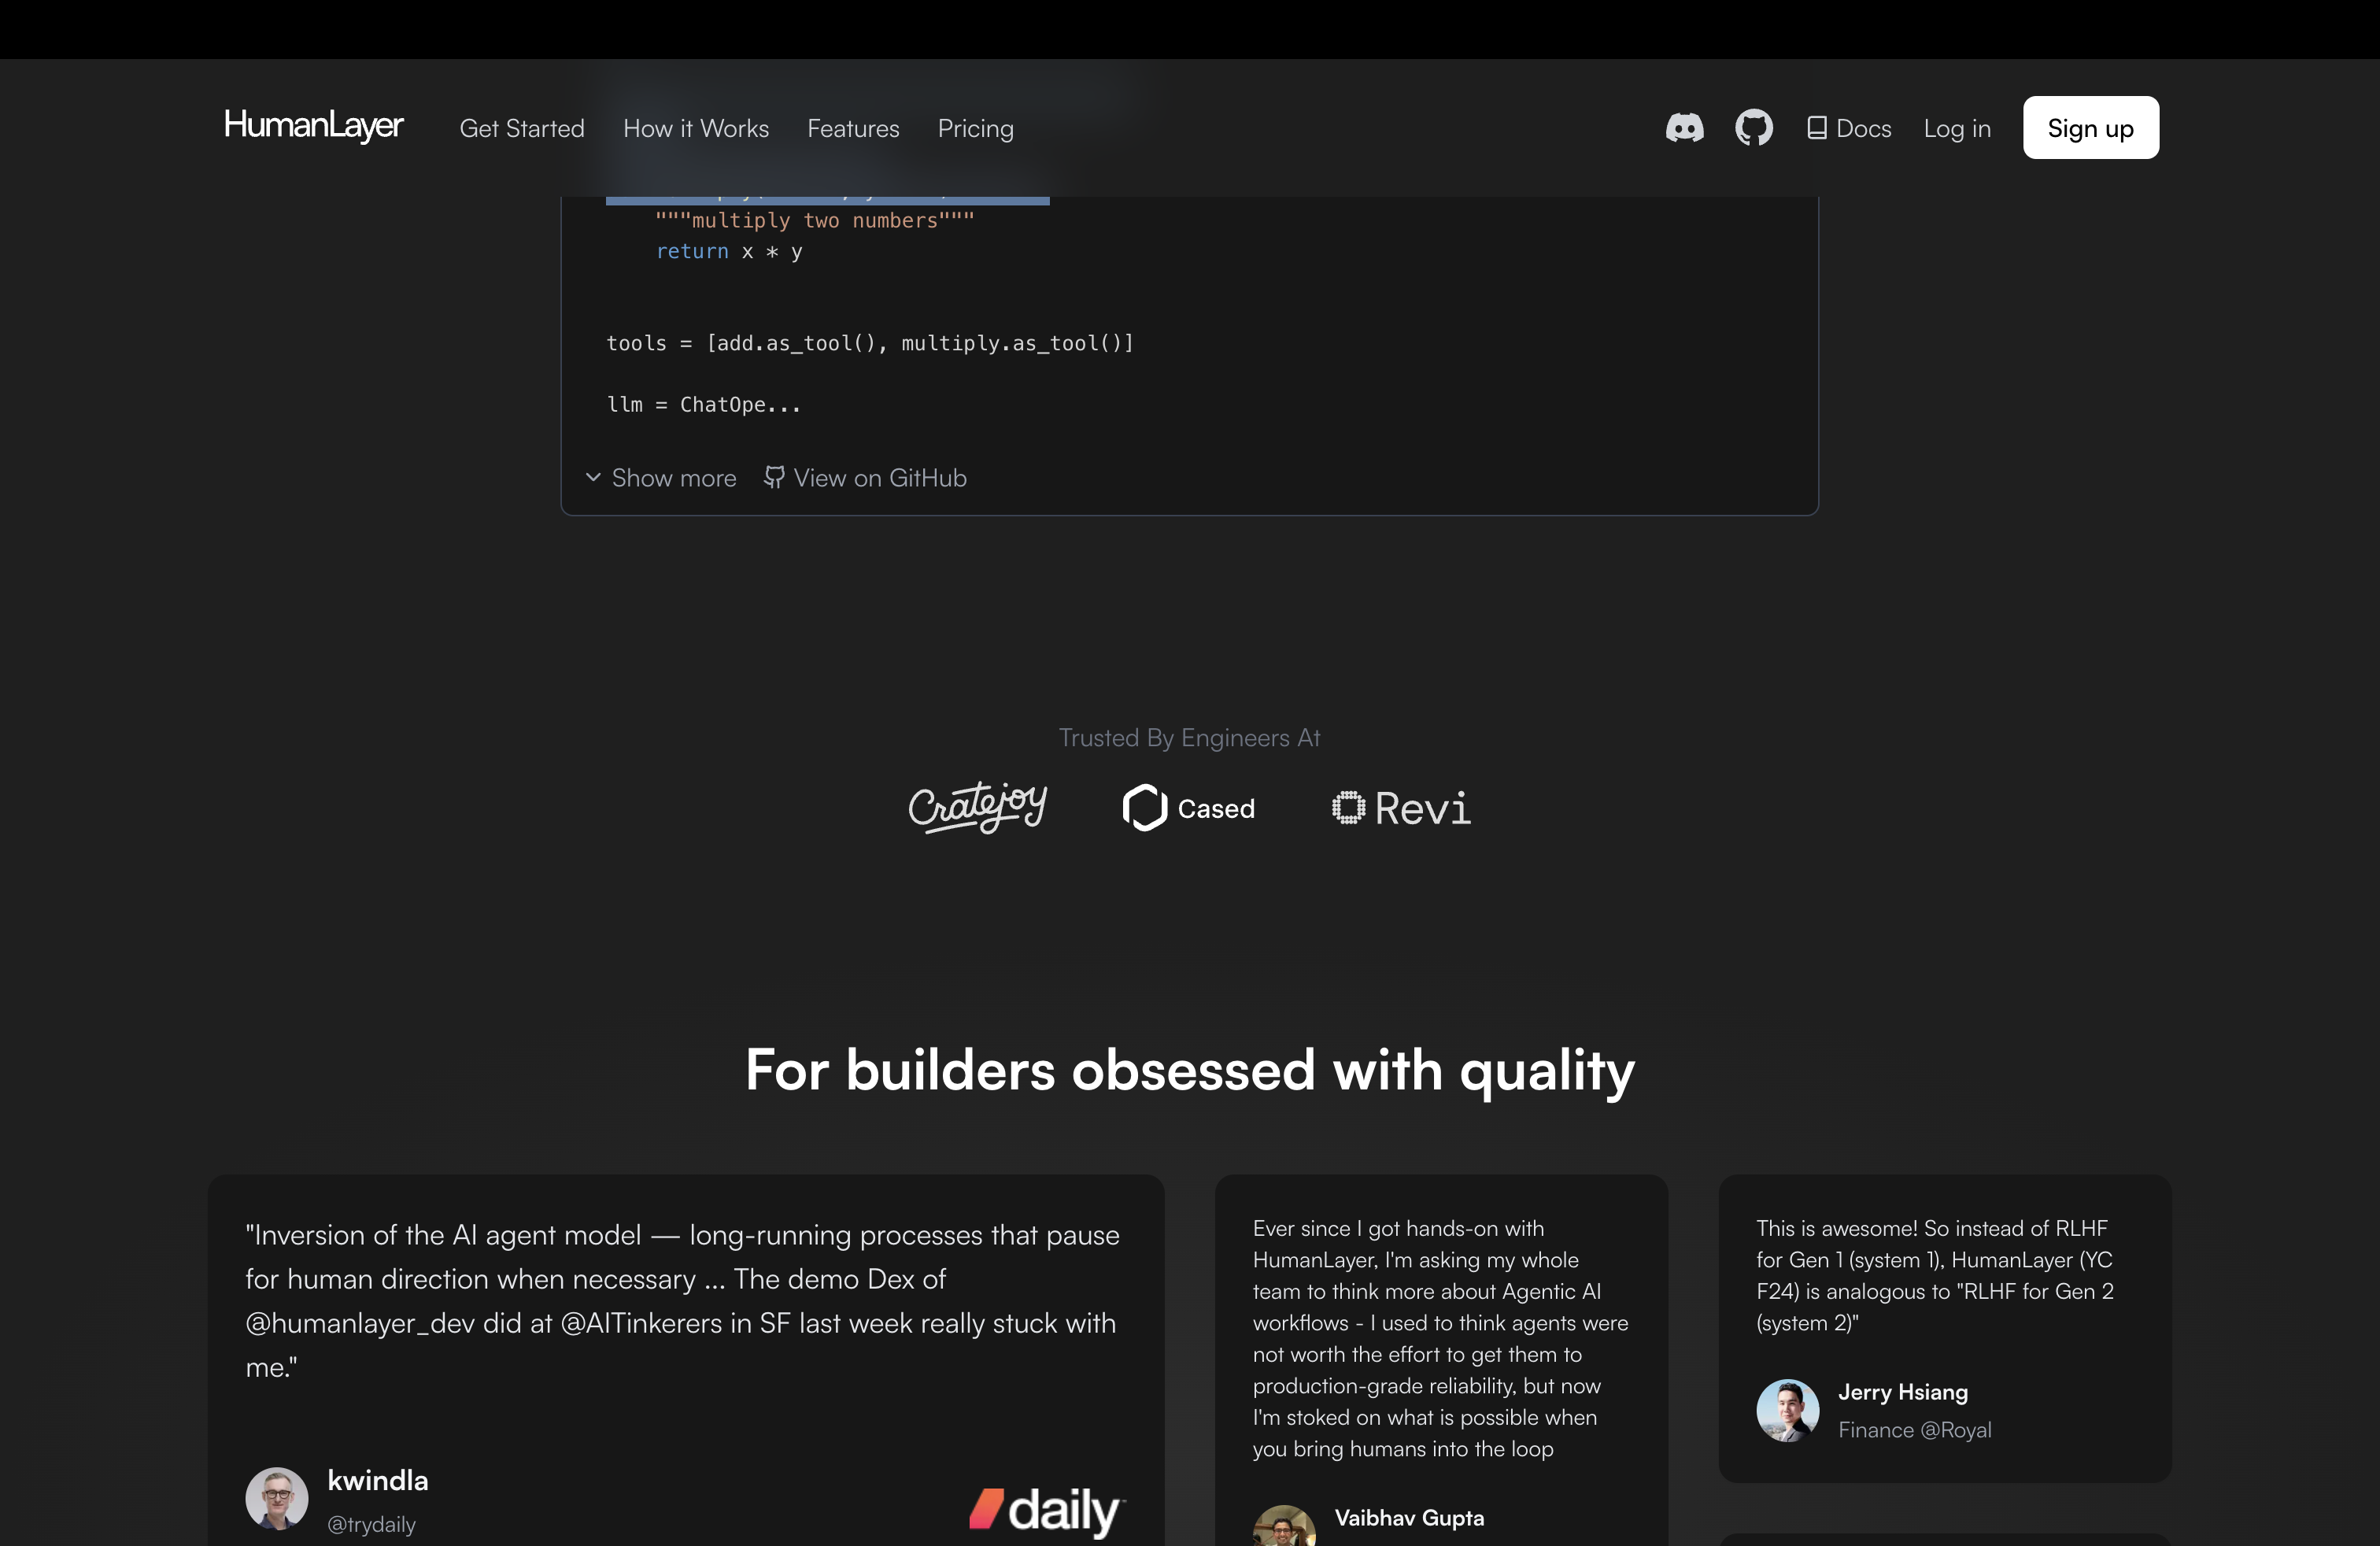 HumanLayer
Get Started
How it Works
Features
Pricing
Docs
Log in
Sign up
"""multiply two numbers"""
return x * y
tools = [add.as_tool(), multiply.as_tool()]
llm = ChatOpe...
Show more
View on GitHub
Trusted By Engineers At
Cratejoy
Cased
Revi
For builders obsessed with quality
"Inversion of the AI agent model — long-running processes that pause
for human direction when necessary ... The demo Dex of
@humanlayer_dev did at @AITinkerers in SF last week really stuck with
me."
kwindla
@trydaily
daily
Ever since I got hands-on with
HumanLayer, I'm asking my whole
team to think more about Agentic AI
workflows - I used to think agents were
not worth the effort to get them to
production-grade reliability, but now
I'm stoked on what is possible when
you bring humans into the loop
Vaibhav Gupta
This is awesome! So instead of RLHF
for Gen 1 (system 1), HumanLayer (YC
F24) is analogous to "RLHF for Gen 2
(system 2)"
Jerry Hsiang
Finance @Royal